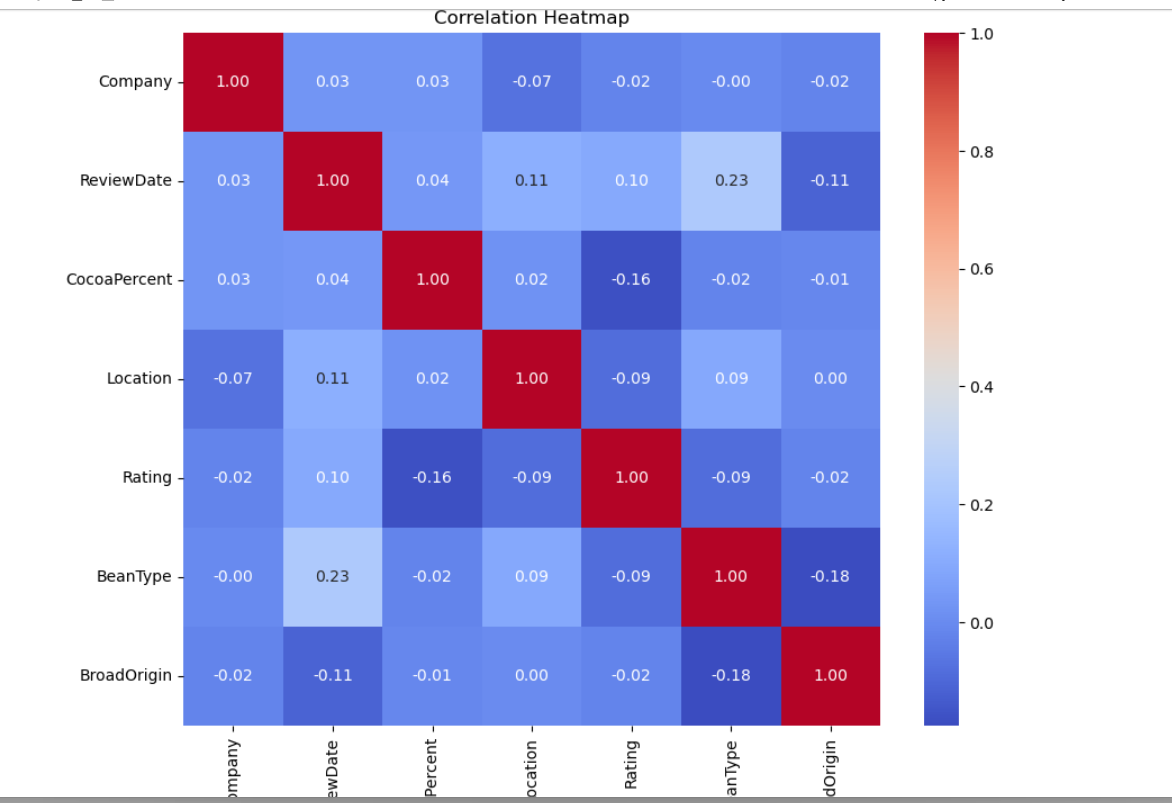 Correlation Heatmap
Company 1.00 0.03 0.03 -0.07 -0.02 -0.00 -0.02
ReviewDate 0.03 1.00 0.04 0.11 0.10 0.23 -0.11
CocoaPercent 0.03 0.04 1.00 0.02 -0.16 -0.02 -0.01
Location -0.07 0.11 0.02 1.00 -0.09 0.09 0.00
Rating -0.02 0.10 -0.16 -0.09 1.00 -0.09 -0.02
BeanType -0.00 0.23 -0.02 0.09 -0.09 1.00 -0.18
BroadOrigin -0.02 -0.11 -0.01 0.00 -0.02 -0.18 1.00
ompany
ewDate
Percent
ocation
Rating
anType
dOrigin
1.0
0.8
0.6
0.4
0.2
0.0